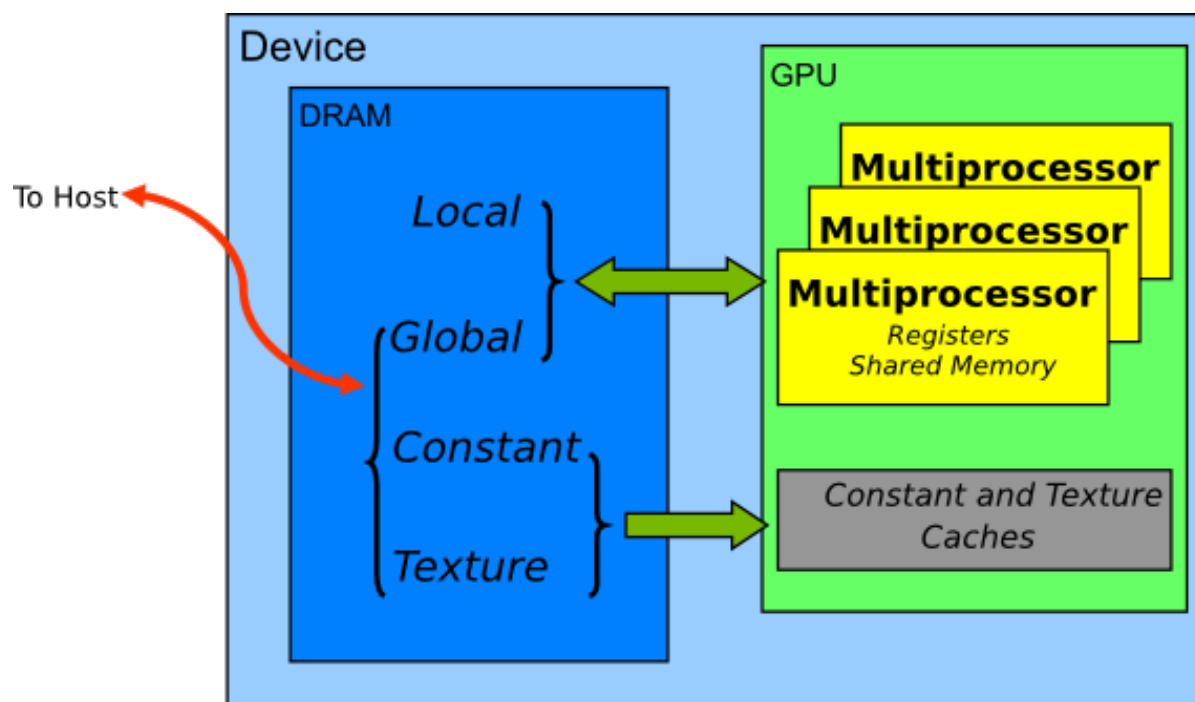 Device
DRAM
To Host
Local
Global
Constant
Texture
GPU
Multiprocessor
Multiprocessor
Multiprocessor
Registers
Shared Memory
Constant and Texture
Caches